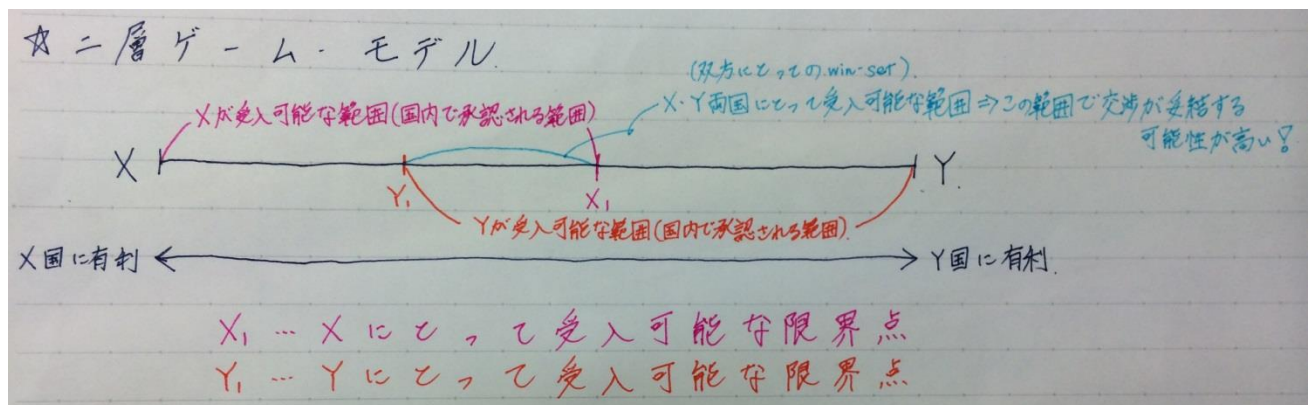 ☆二層ゲーム・モデル.
(双方にとってのwin-set).
Xが受入可能な範囲(国内で承認される範囲)
X・Y両国にとって受入可能な範囲⇒この範囲で交渉が妥結する
可能性が高い!
X
Y.
Y₁
X₁
Yが受入可能な範囲(国内で承認される範囲).
X国に有利
Y国に有利.
X₁…Xにとって受入可能な限界点
Y₁…Yにとって受入可能な限界点